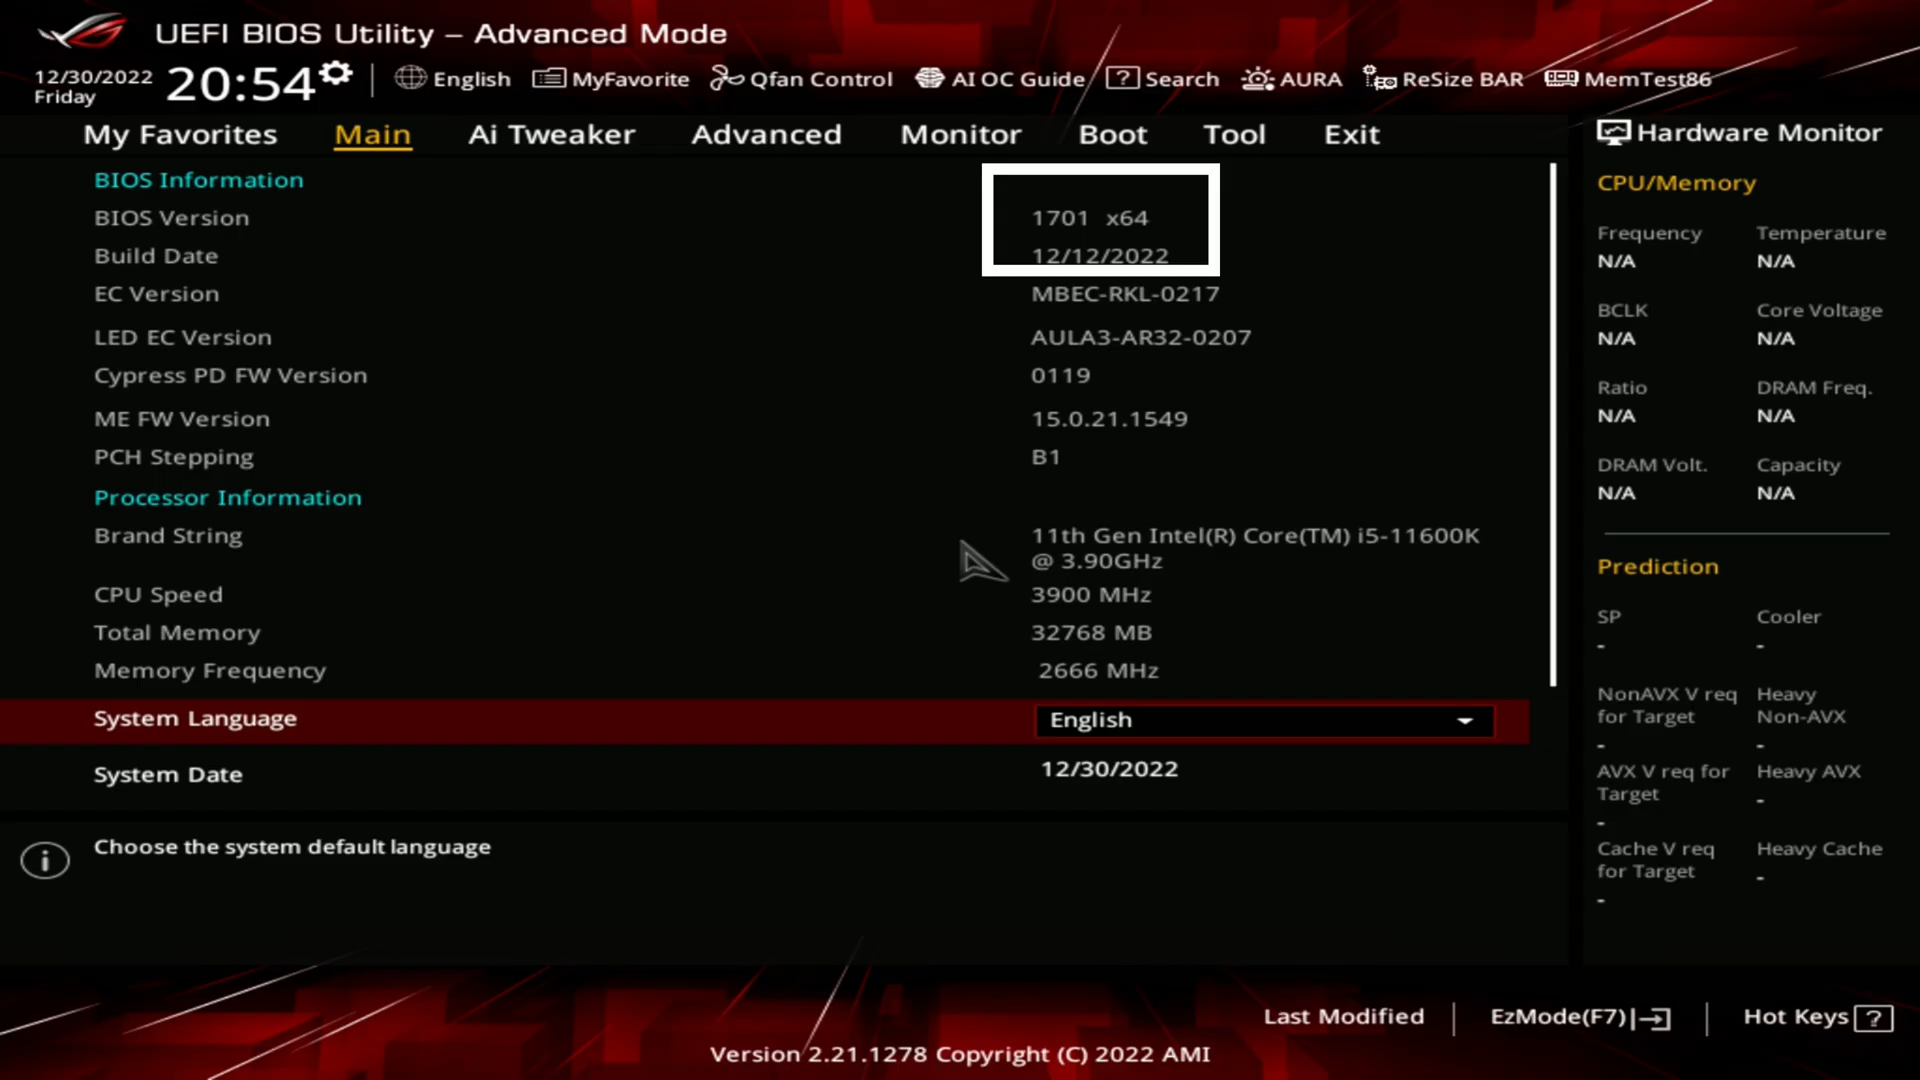 UEFI BIOS Utility – Advanced Mode
12/30/2022
Friday
20:54
English
MyFavorite
Qfan Control
AI OC Guide
? Search
AURA
ReSize BAR
MemTest86
My Favorites
Main
Ai Tweaker
Advanced
Monitor
Boot
Tool
Exit
BIOS Information
BIOS Version 1701 x64
Build Date 12/12/2022
EC Version MBEC-RKL-0217
LED EC Version AULA3-AR32-0207
Cypress PD FW Version 0119
ME FW Version 15.0.21.1549
PCH Stepping B1
Processor Information
Brand String 11th Gen Intel(R) Core(TM) i5-11600K
@ 3.90GHz
CPU Speed 3900 MHz
Total Memory 32768 MB
Memory Frequency 2666 MHz
System Language English
System Date 12/30/2022
i Choose the system default language
Hardware Monitor
CPU/Memory
Frequency Temperature
N/A N/A
BCLK Core Voltage
N/A N/A
Ratio DRAM Freq.
N/A N/A
DRAM Volt. Capacity
N/A N/A
Prediction
SP Cooler
- -
NonAVX V req Heavy
for Target Non-AVX
- -
AVX V req for Heavy AVX
Target -
-
Cache V req Heavy Cache
for Target -
-
Last Modified
EzMode(F7)
Hot Keys ?
Version 2.21.1278 Copyright (C) 2022 AMI